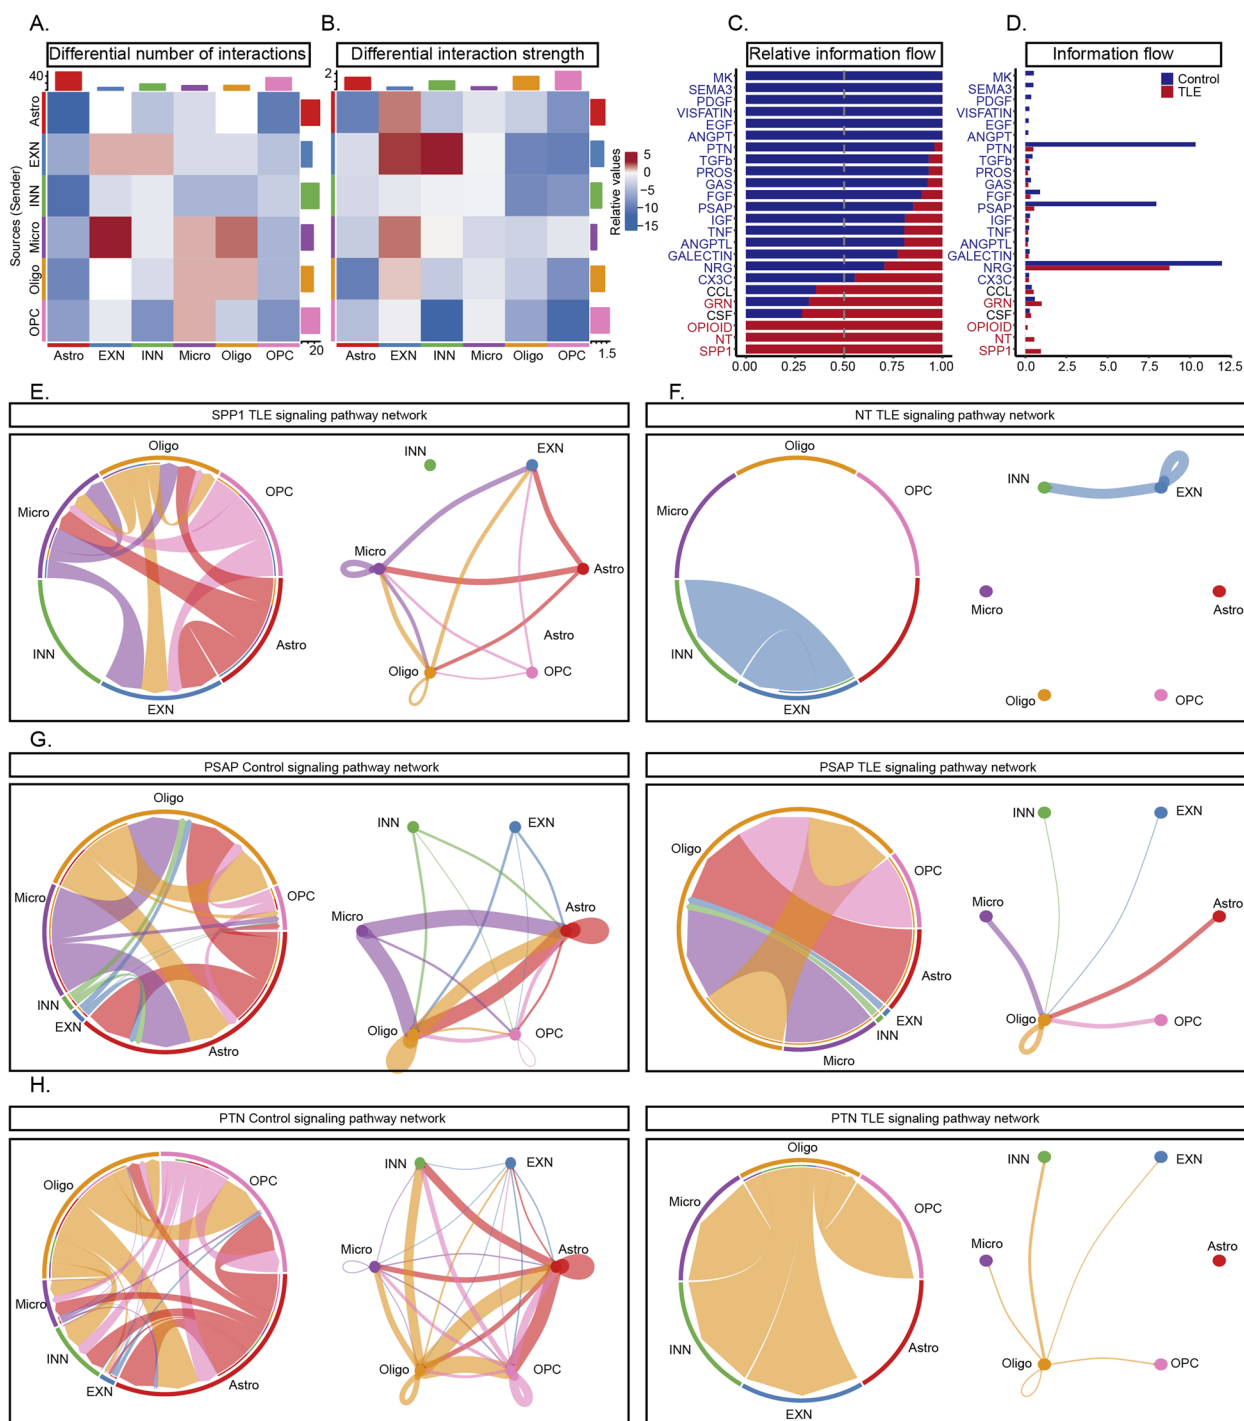 A.
B.
C.
D.
Differential number of interactions
Differential interaction strength
Relative information flow
Information flow
40
2
Sources (Sender)
Astro
EXN
INN
Micro
Oligo
OPC
Astro
EXN
INN
Micro
Oligo
OPC
20
Astro
EXN
INN
Micro
Oligo
OPC
1.5
Relative values
5
0
−5
−10
−15
MK
SEMA3
PDGF
VISFATIN
EGF
ANGPT
PTN
TGFb
PROS
GAS
FGF
PSAP
IGF
TNF
ANGPTL
GALECTIN
NRG
CX3C
CCL
GRN
CSF
OPIOID
NT
SPP1
0.00
0.25
0.50
0.75
1.00
MK
SEMA3
PDGF
VISFATIN
EGF
ANGPT
PTN
TGFb
PROS
GAS
FGF
PSAP
IGF
TNF
ANGPTL
GALECTIN
NRG
CX3C
CCL
GRN
CSF
OPIOID
NT
SPP1
0.0
2.5
5.0
7.5
10.0
12.5
Control
TLE
E.
SPP1 TLE signaling pathway network
Oligo
OPC
Micro
INN
Astro
EXN
INN
EXN
Micro
Astro
Astro
Oligo
OPC
F.
NT TLE signaling pathway network
Oligo
OPC
Micro
INN
EXN
INN
EXN
Micro
Astro
Oligo
OPC
G.
PSAP Control signaling pathway network
Oligo
Micro
OPC
INN
EXN
Astro
INN
EXN
Micro
Astro
Oligo
OPC
PSAP TLE signaling pathway network
Oligo
OPC
Astro
EXN
INN
Micro
INN
EXN
Micro
Astro
Oligo
OPC
H.
PTN Control signaling pathway network
Oligo
OPC
Micro
INN
EXN
Astro
INN
EXN
Micro
Astro
Oligo
OPC
PTN TLE signaling pathway network
Oligo
Micro
OPC
INN
Astro
EXN
INN
EXN
Micro
Astro
Oligo
OPC